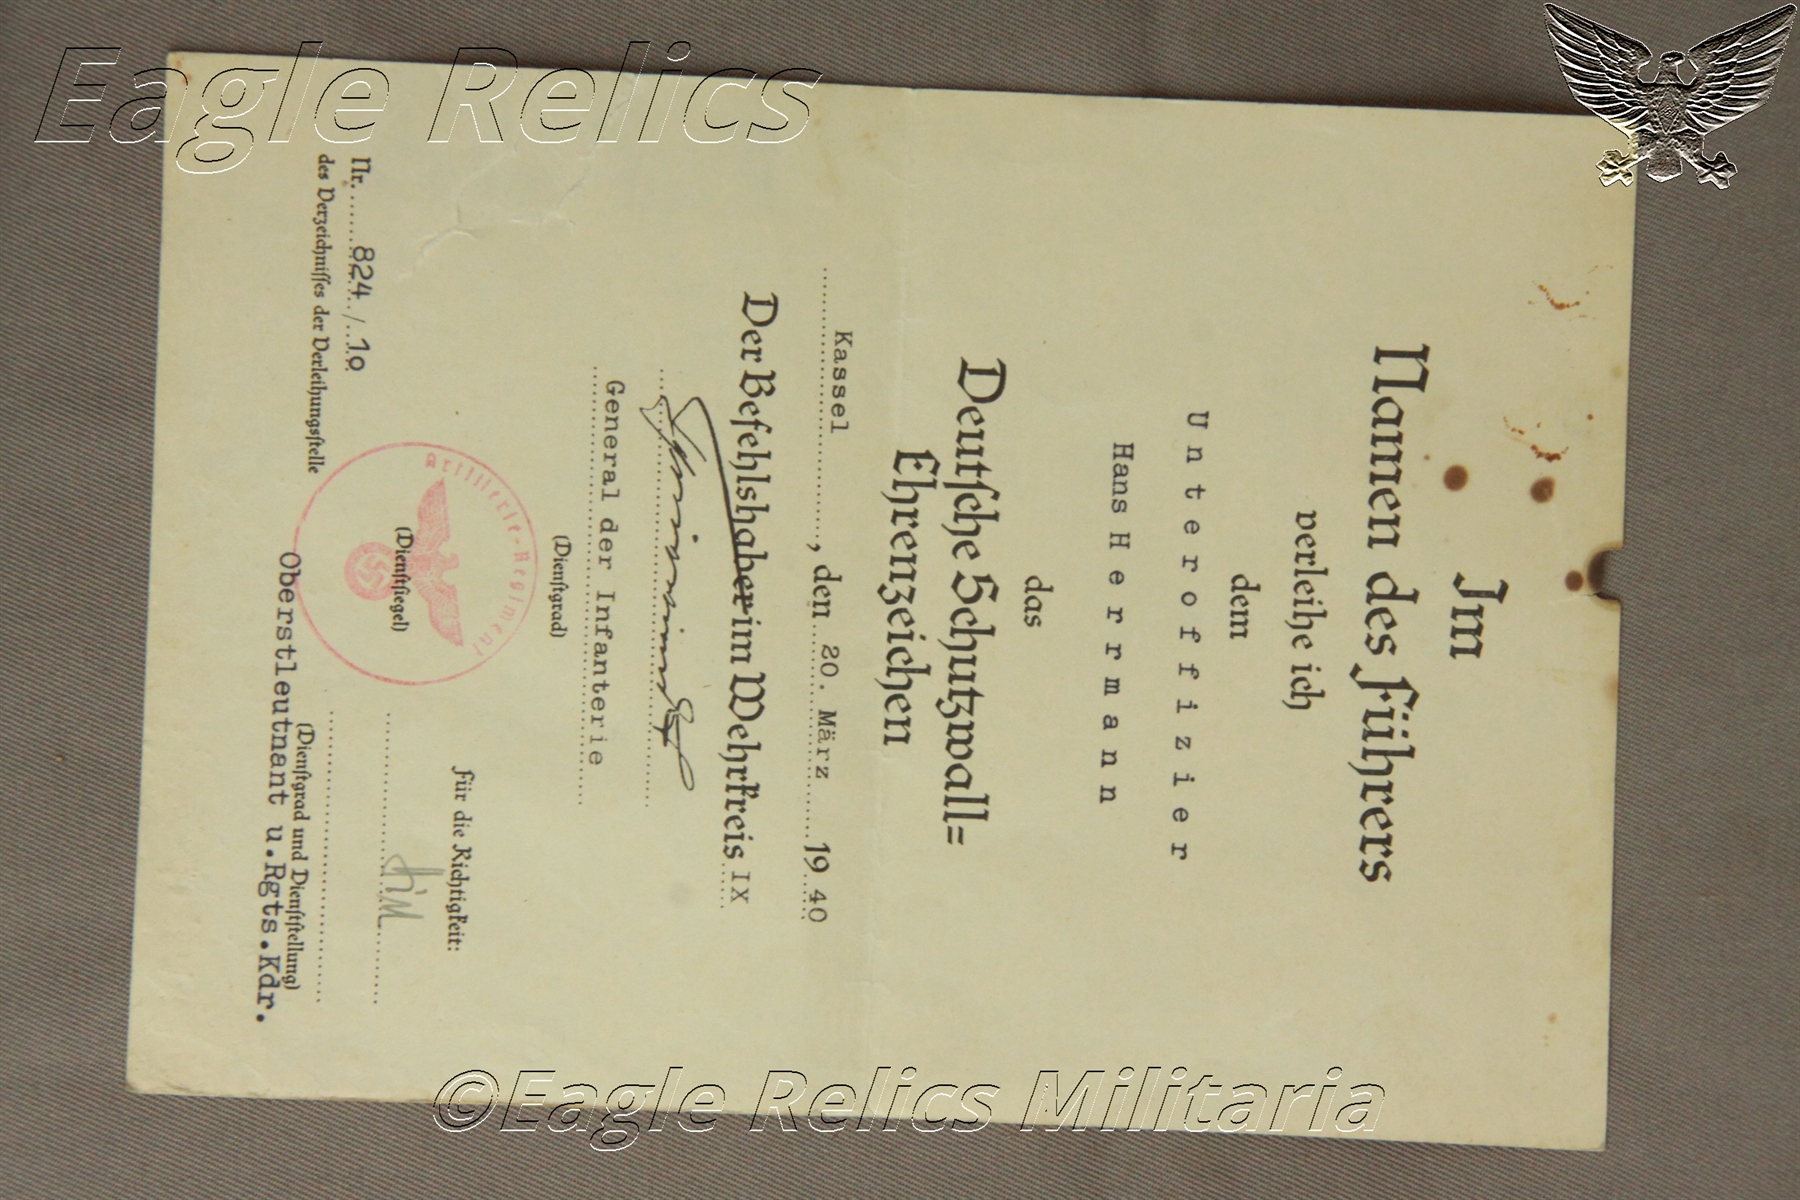 Eagle Relics
Im
Namen des Führers
verleihe ich
dem
Unteroffizier
Hans Herrmann
das
Deutsche Schutzwall=
Ehrenzeichen
Kassel, den 20. März 1940
Der Befehlshaber im Wehrkreis IX
General der Infanterie
(Dienstgrad)
Nr. 824 / 10
des Verzeichnisses der Verleihungsstelle
Artillerie-Regiment
(Dienstsiegel)
Für die Richtigkeit:
(Dienstgrad und Dienststellung)
Oberstleutnant u.Rgts.Kdr.
©Eagle Relics Militaria